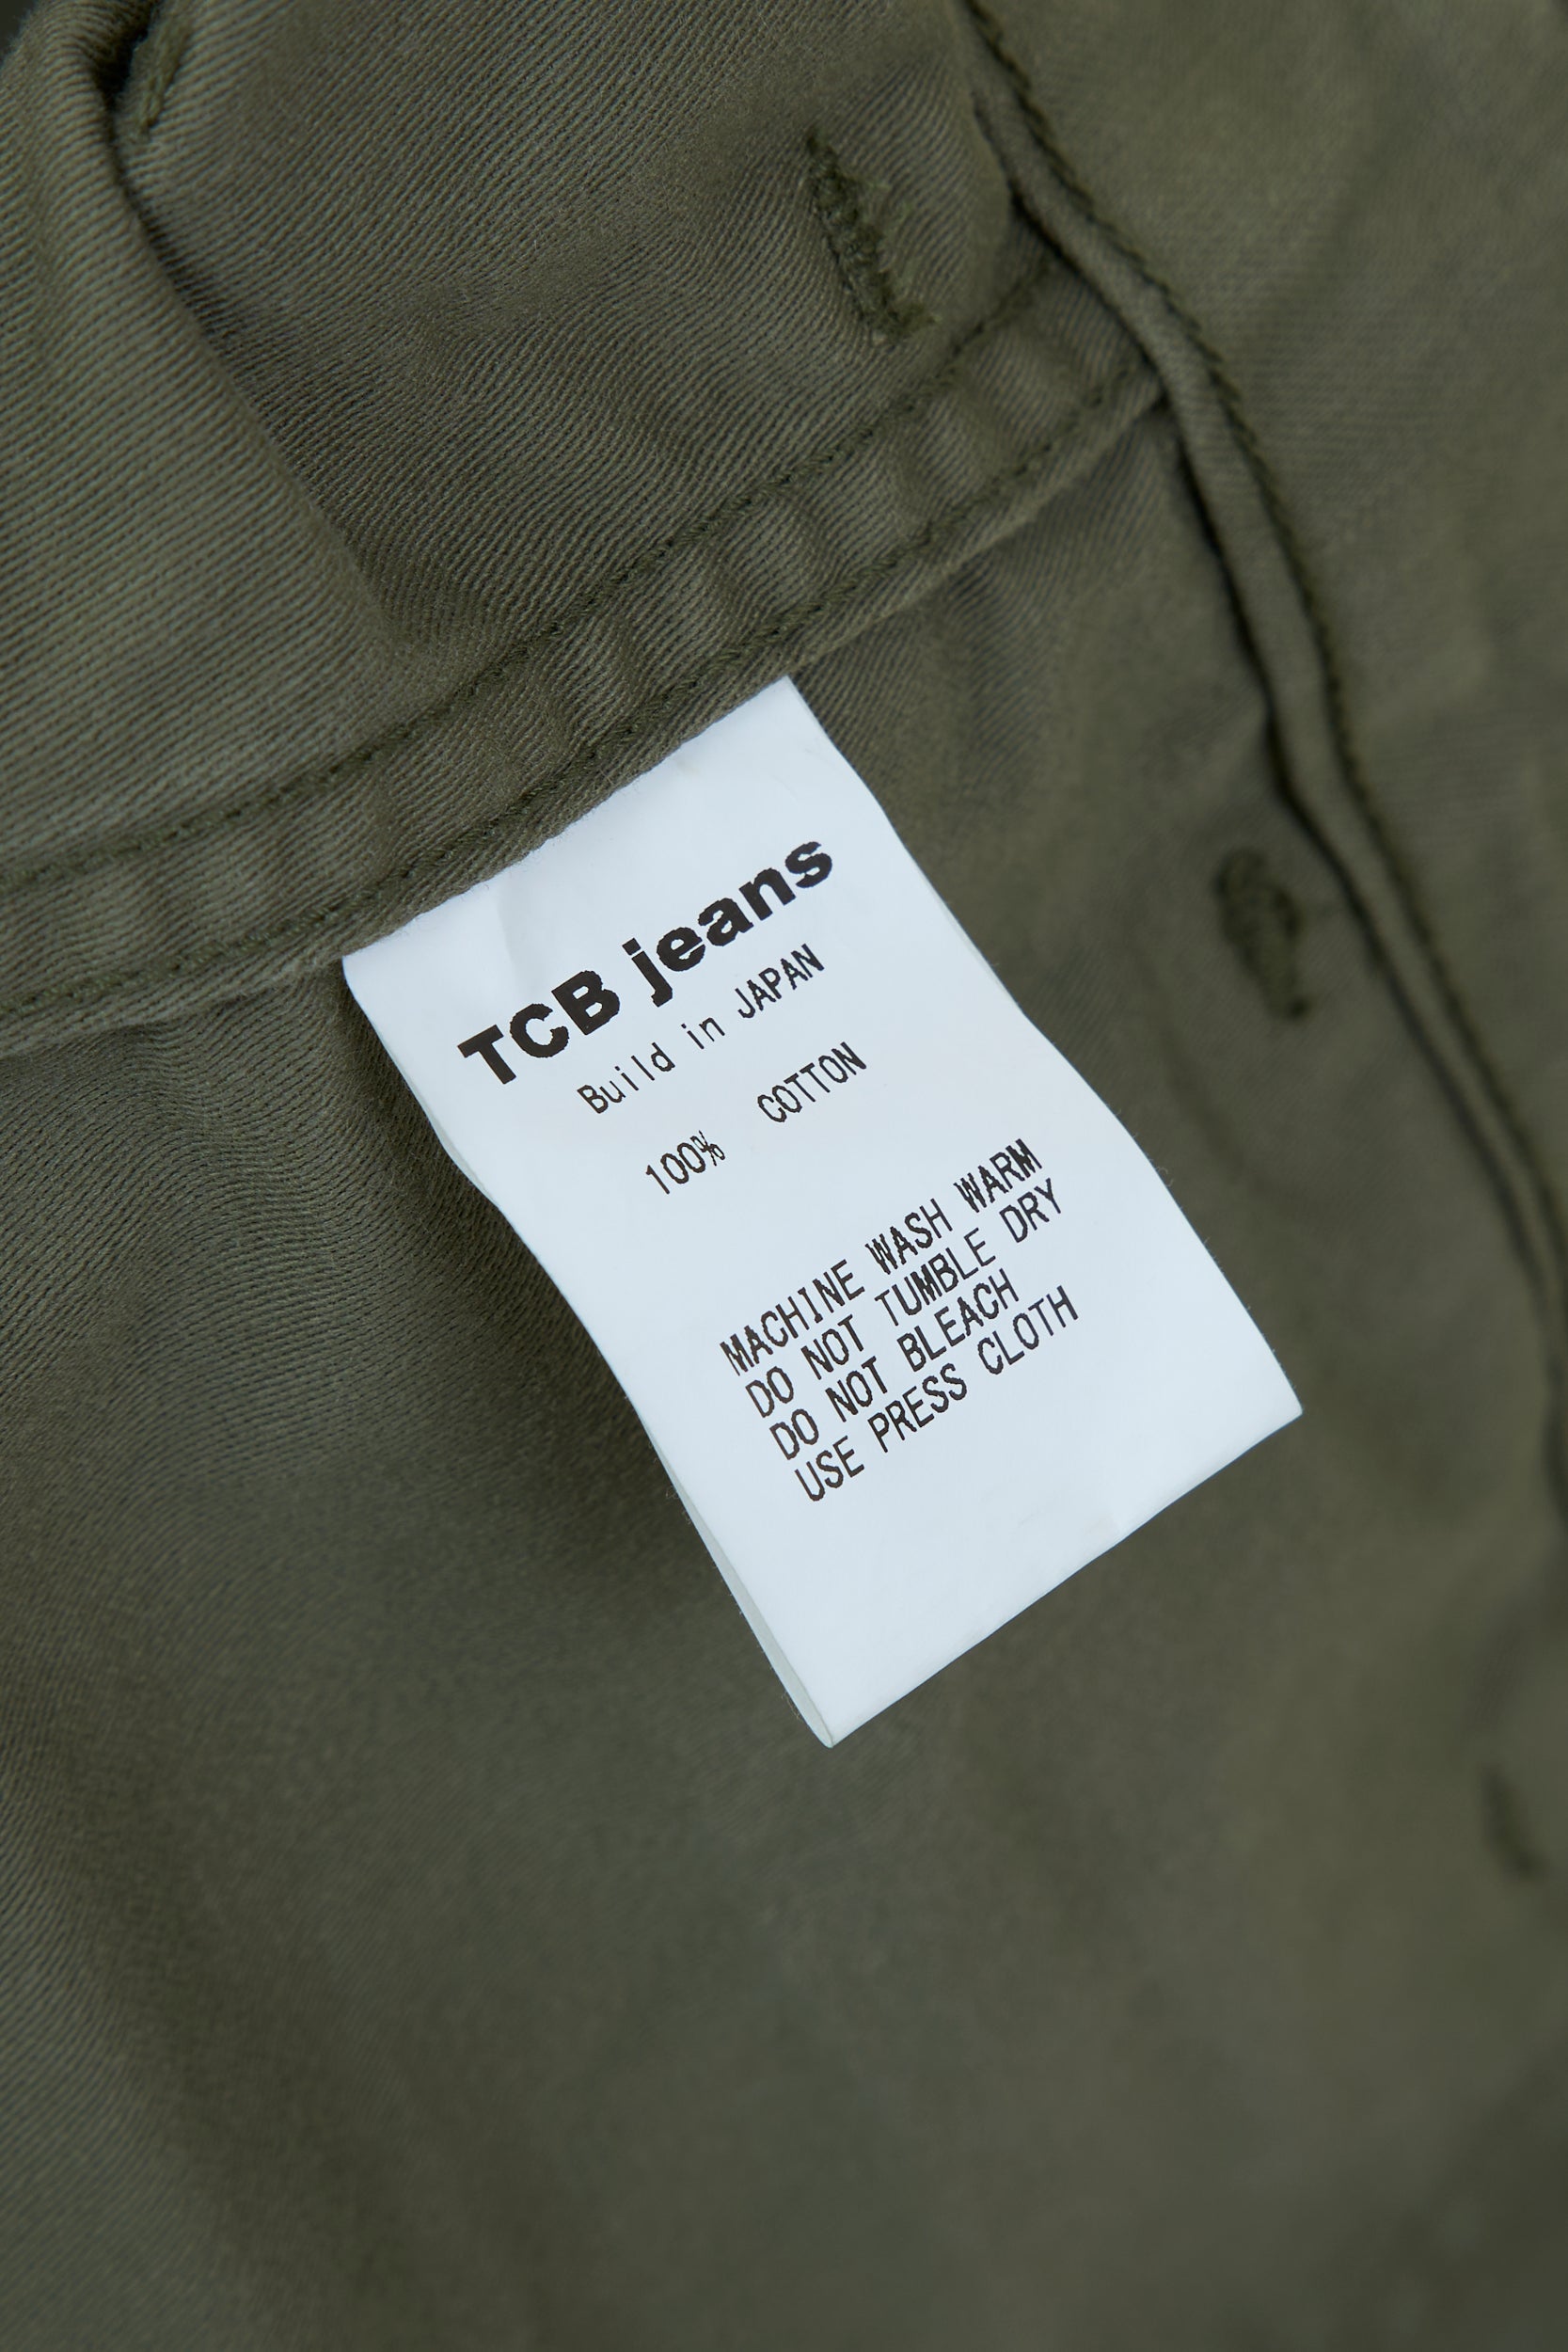 TCB jeans
Build in JAPAN
100% COTTON
MACHINE WASH WARM
DO NOT TUMBLE DRY
DO NOT BLEACH
USE PRESS CLOTH